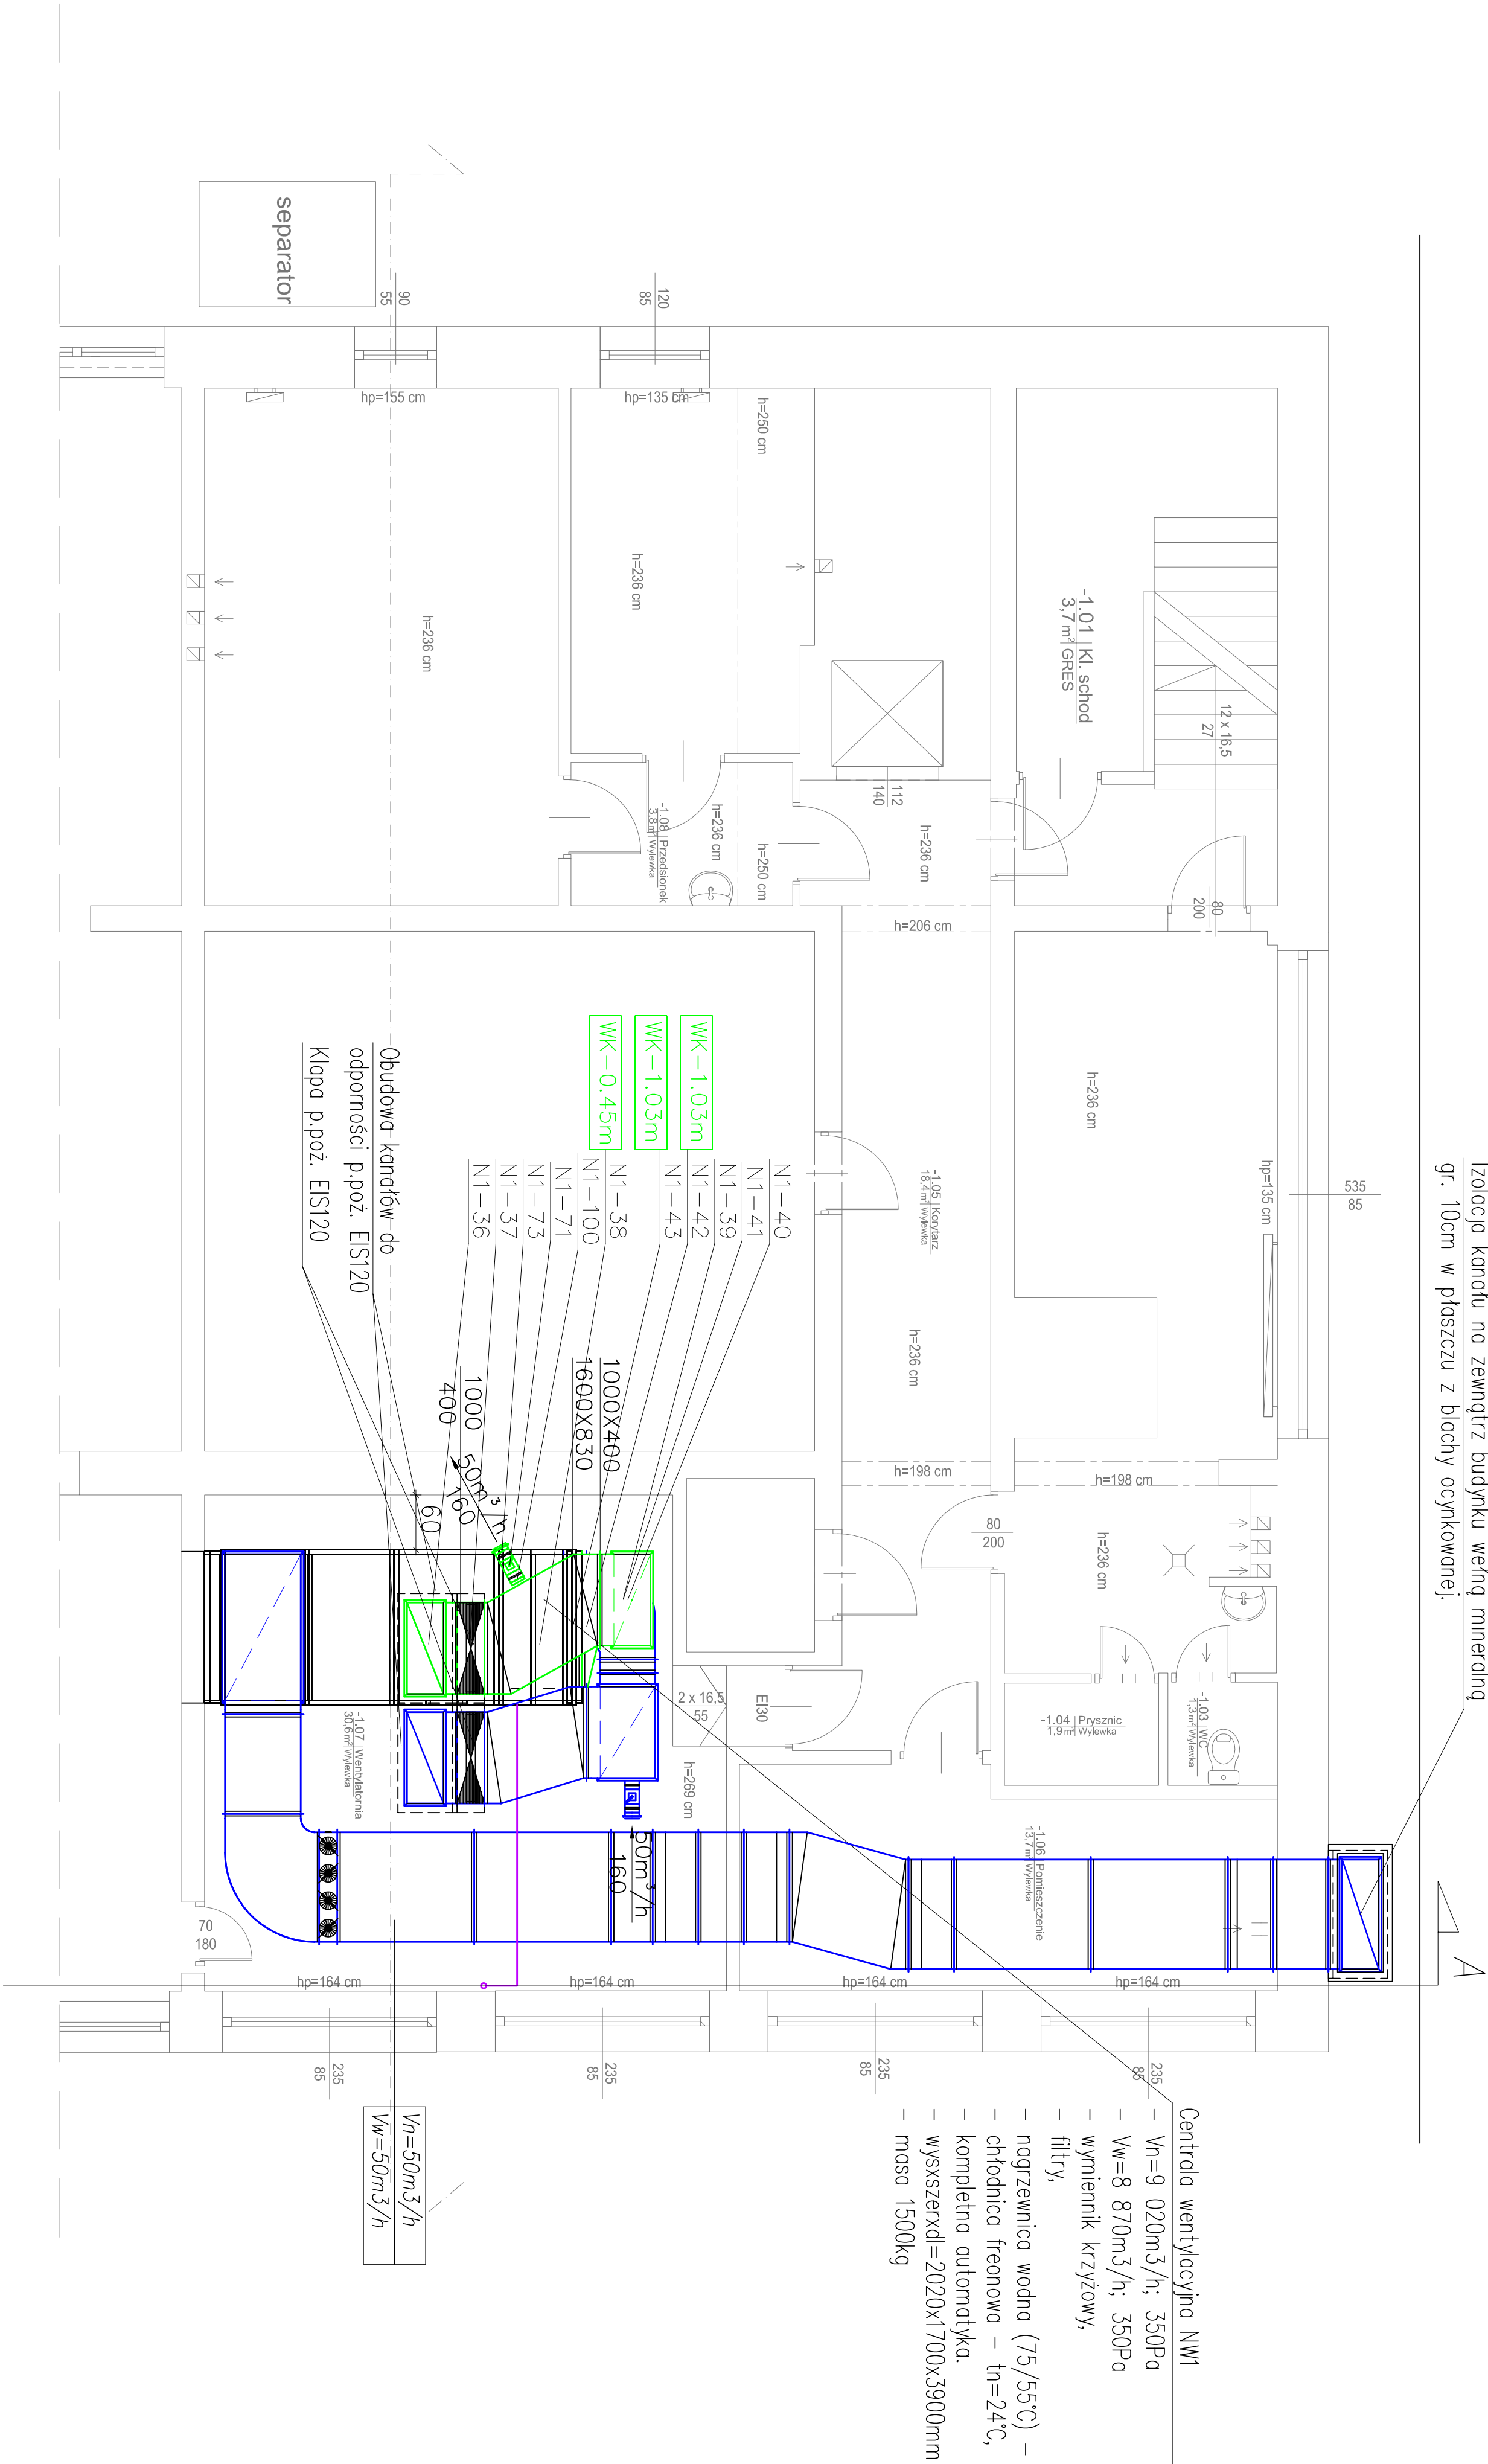 Izolacja kanału na zewnątrz budynku wełną mineralną
gr. 10cm w płaszczu z blachy ocynkowanej.
A
separator
90
55
120
85
hp=155 cm
hp=135 cm
h=250 cm
h=236 cm
h=236 cm
-1.01 | Kl. schod
3,7 m² | GRES
12 x 16,5
27
112
140
80
200
-1.08 | Przedsionek
3,8 m² | Wylewka
h=236 cm
h=250 cm
h=236 cm
h=206 cm
h=236 cm
hp=135 cm
535
85
-1.05 | Korytarz
18,4 m² | Wylewka
h=236 cm
h=198 cm
h=198 cm
80
200
h=236 cm
WK-1.03m
WK-1.03m
WK-0.45m
N1-40
N1-41
N1-39
N1-42
N1-43
N1-38
N1-100
N1-71
N1-73
N1-37
N1-36
Obudowa kanałów do
odporności p.poż. EIS120
Klapa p.poż. EIS120
1000X400
1600X830
1000
400
50m³/h
160
60
2 x 16,5
55
EI30
-1.04 | Prysznic
1,9 m² | Wylewka
-1.03 | WC
1,3 m² | Wylewka
-1.07 | Wentylatornia
30,6 m² | Wylewka
h=269 cm
50m³/h
160
-1.06 | Pomieszczenie
13,7 m² | Wylewka
70
180
hp=164 cm
hp=164 cm
hp=164 cm
hp=164 cm
235
85
235
85
235
85
235
85
Vn=50m3/h
Vw=50m3/h
Centrala wentylacyjna NW1
- Vn=9 020m3/h; 350Pa
- Vw=8 870m3/h; 350Pa
- wymiennik krzyżowy,
- filtry,
- nagrzewnica wodna (75/55°C) -
- chłodnica freonowa - tn=24°C,
- kompletna automatyka.
- wysxszerxdl=2020x1700x3900mm
- masa 1500kg